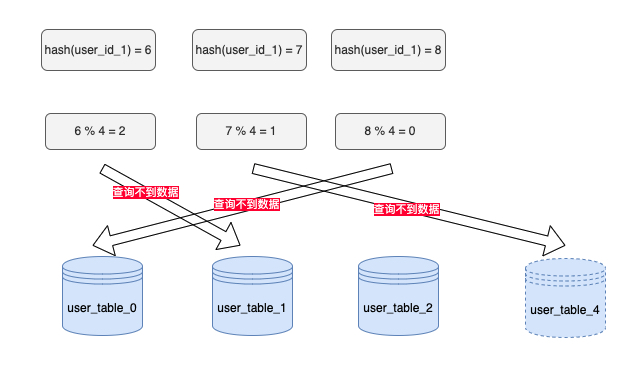 hash(user_id_1) = 6
hash(user_id_1) = 7
hash(user_id_1) = 8
6 % 4 = 2
7 % 4 = 1
8 % 4 = 0
查询不到数据
查询不到数据
查询不到数据
user_table_0
user_table_1
user_table_2
user_table_4